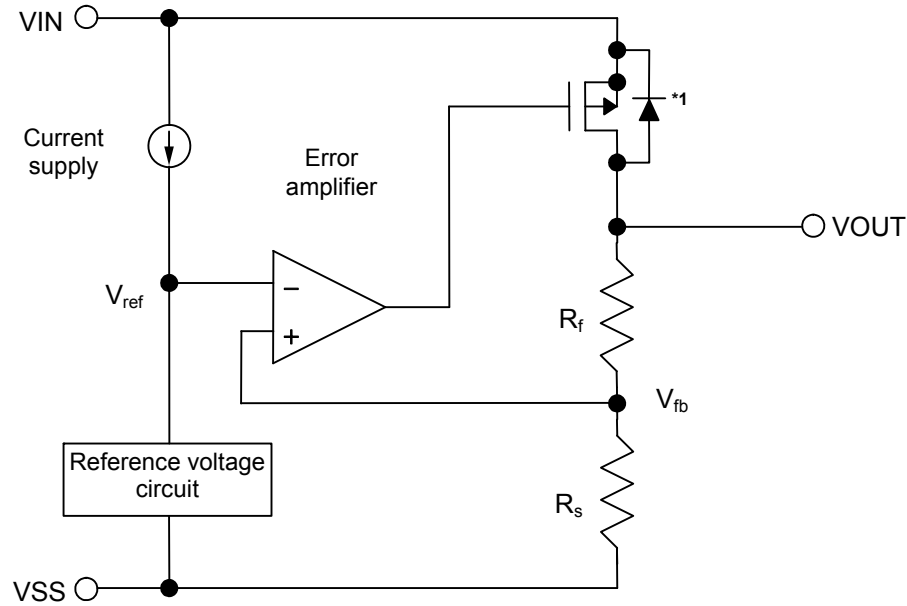 VIN
*1
Current
supply
Error
amplifier
VOUT
Vref
−
+
Rf
Vfb
Reference voltage
circuit
Rs
VSS